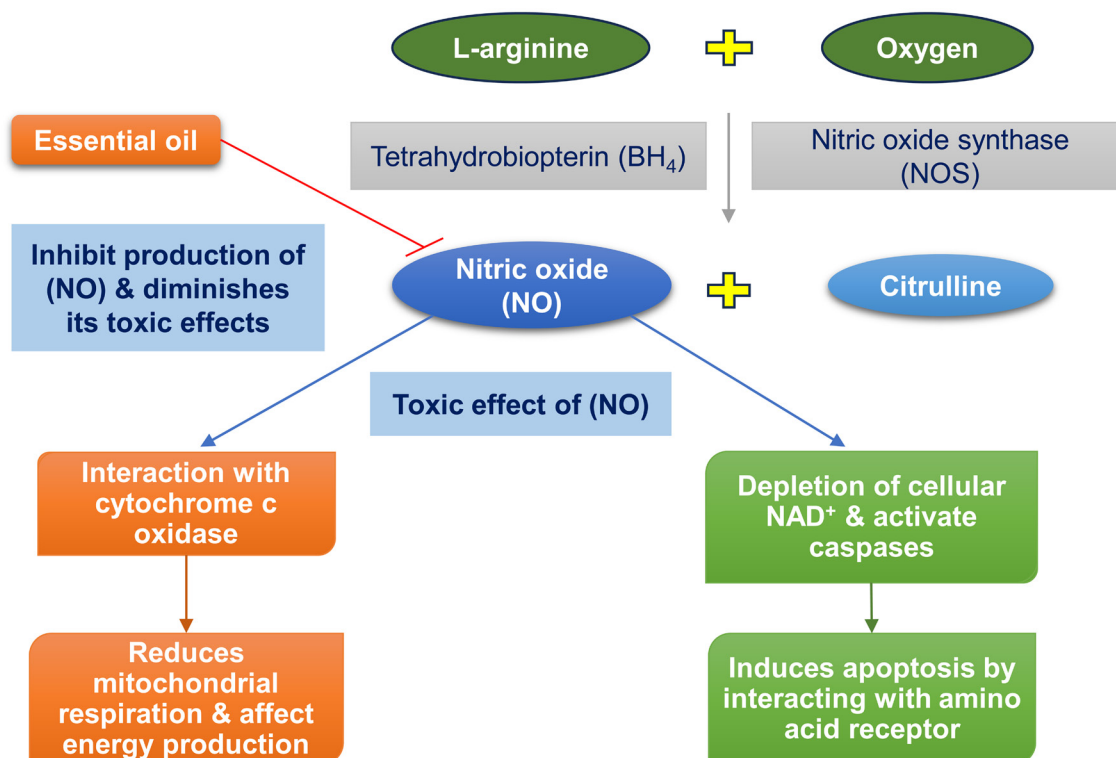 L-arginine
Oxygen
Essential oil
Tetrahydrobiopterin (BH₄)
Nitric oxide synthase
(NOS)
Inhibit production of
(NO) & diminishes
its toxic effects
Nitric oxide
(NO)
Citrulline
Toxic effect of (NO)
Interaction with
cytochrome c
oxidase
Depletion of cellular
NAD⁺ & activate
caspases
Reduces
mitochondrial
respiration & affect
energy production
Induces apoptosis by
interacting with amino
acid receptor